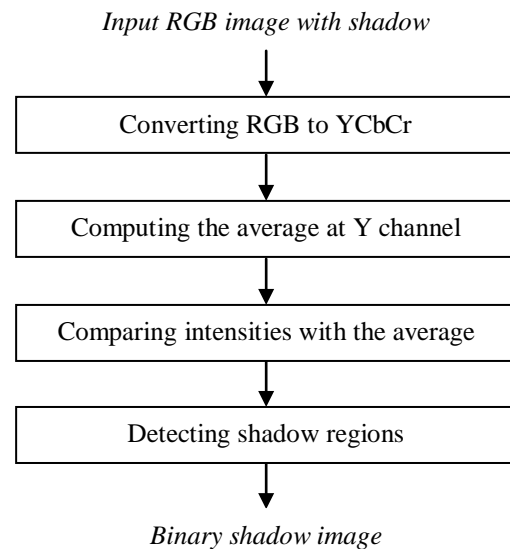 Input RGB image with shadow
Converting RGB to YCbCr
Computing the average at Y channel
Comparing intensities with the average
Detecting shadow regions
Binary shadow image